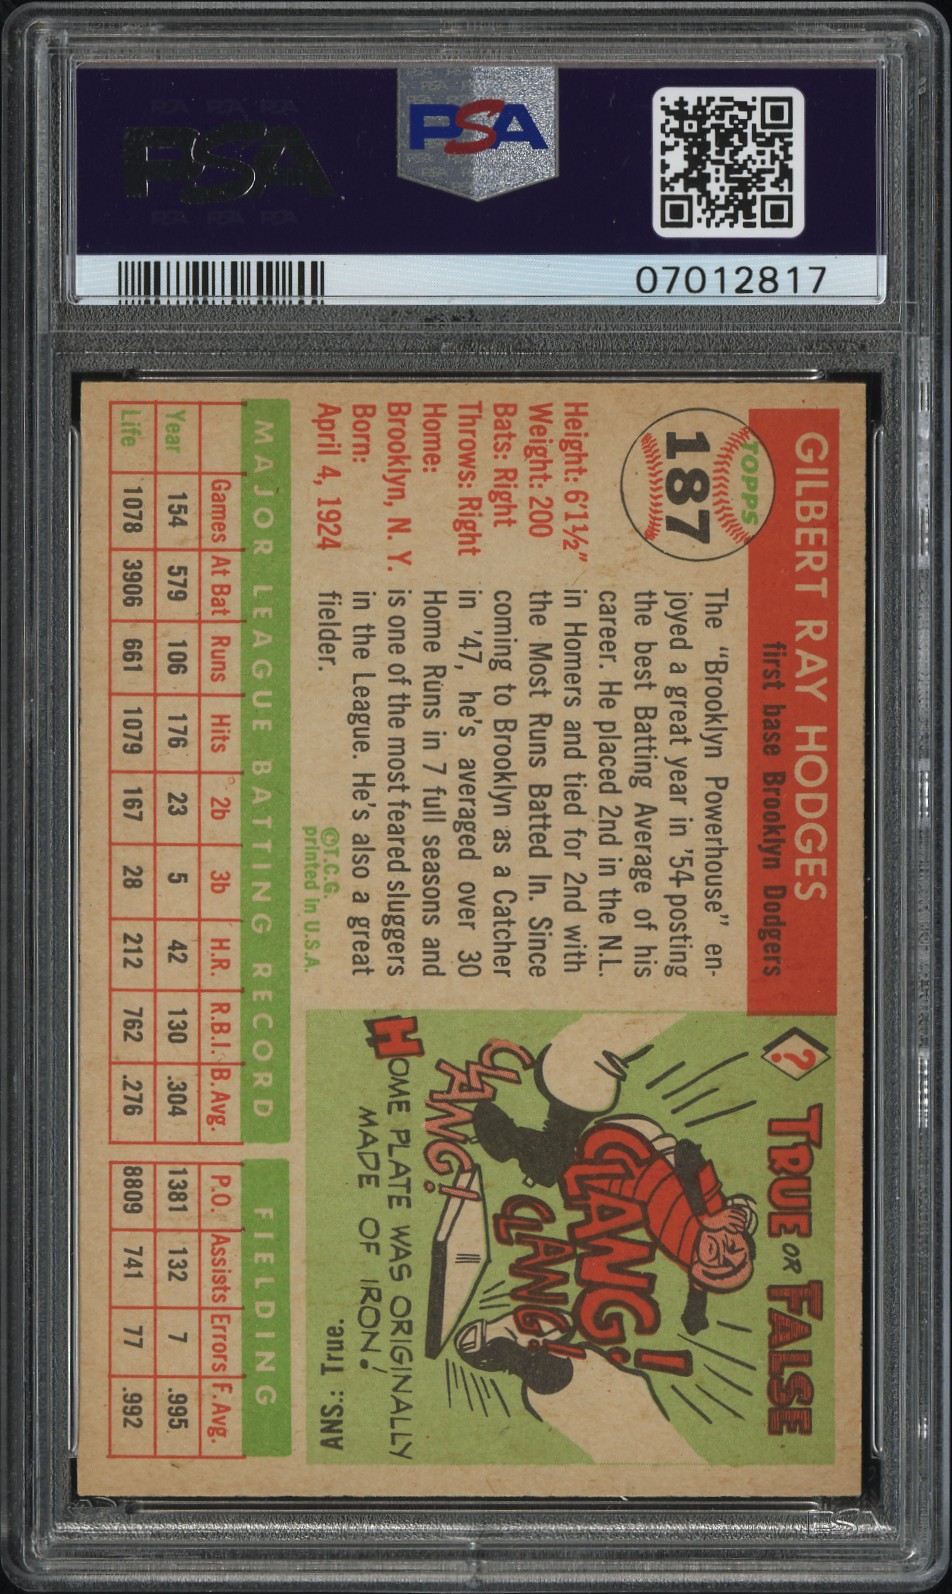 PSA
PSA
07012817
GILBERT RAY HODGES
first base Brooklyn Dodgers
TOPPS
187
Height: 6'1½"
Weight: 200
Bats: Right
Throws: Right
Home:
Brooklyn, N. Y.
Born:
April 4, 1924
The "Brooklyn Powerhouse" en-
joyed a great year in '54-posting
the best Batting Average of his
career. He placed 2nd in the N.L.
in Homers and tied for 2nd with
the Most Runs Batted In. Since
coming to Brooklyn as a Catcher
in '47, he's averaged over 30
Home Runs in 7 full seasons and
is one of the most feared sluggers
in the League. He's also a great
fielder.
©T.C.G.
printed in U.S.A.
?
TRUE OR FALSE
CLANG!
CLANG!
CLANG!
HOME PLATE WAS ORIGINALLY
MADE OF IRON!
ANS.: True.
MAJOR LEAGUE BATTING RECORD FIELDING
Games At Bat Runs Hits 2b 3b H.R. R.B.I. B. Avg. P.O. Assists Errors F. Avg.
Year 154 579 106 176 23 5 42 130 .304 1381 132 7 .995
Life 1078 3906 661 1079 167 28 212 762 .276 8809 741 77 .992
PSA